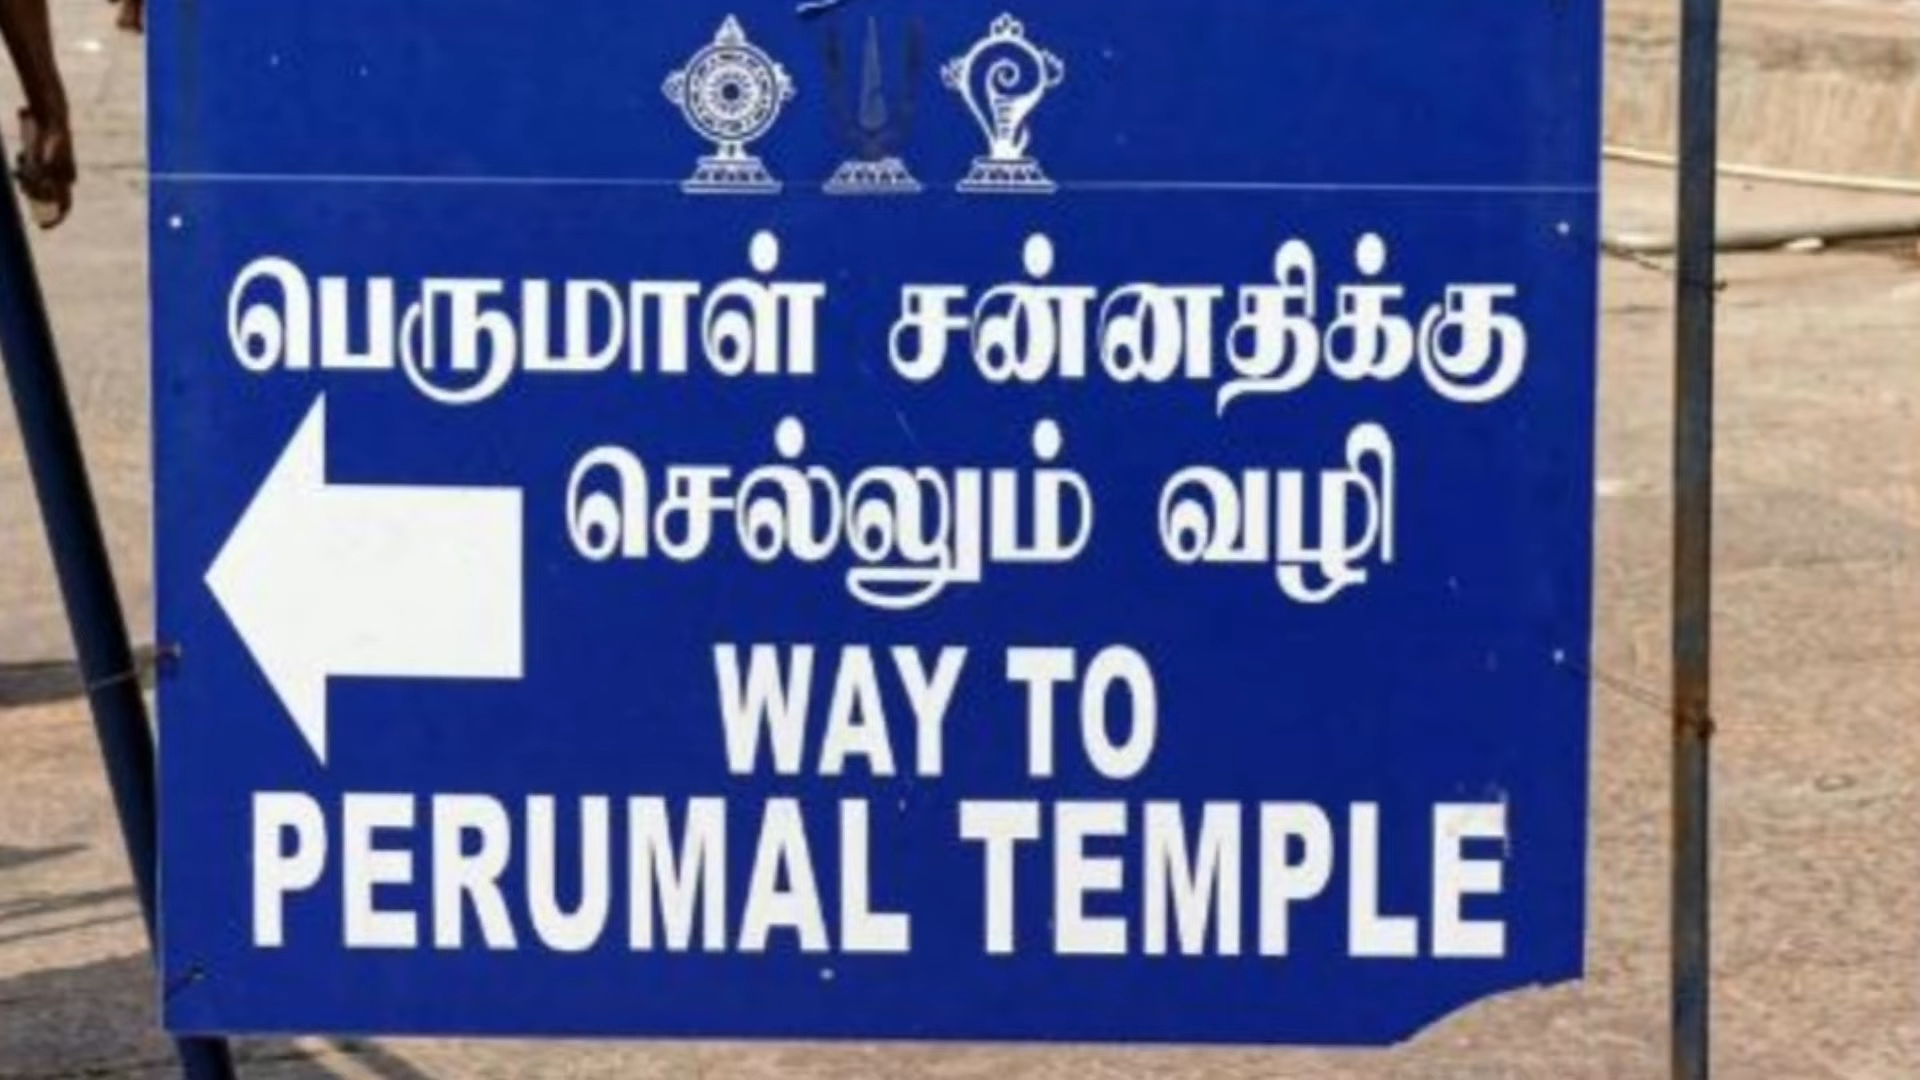 பெருமாள் சன்னதிக்கு
செல்லும் வழி
WAY TO
PERUMAL TEMPLE